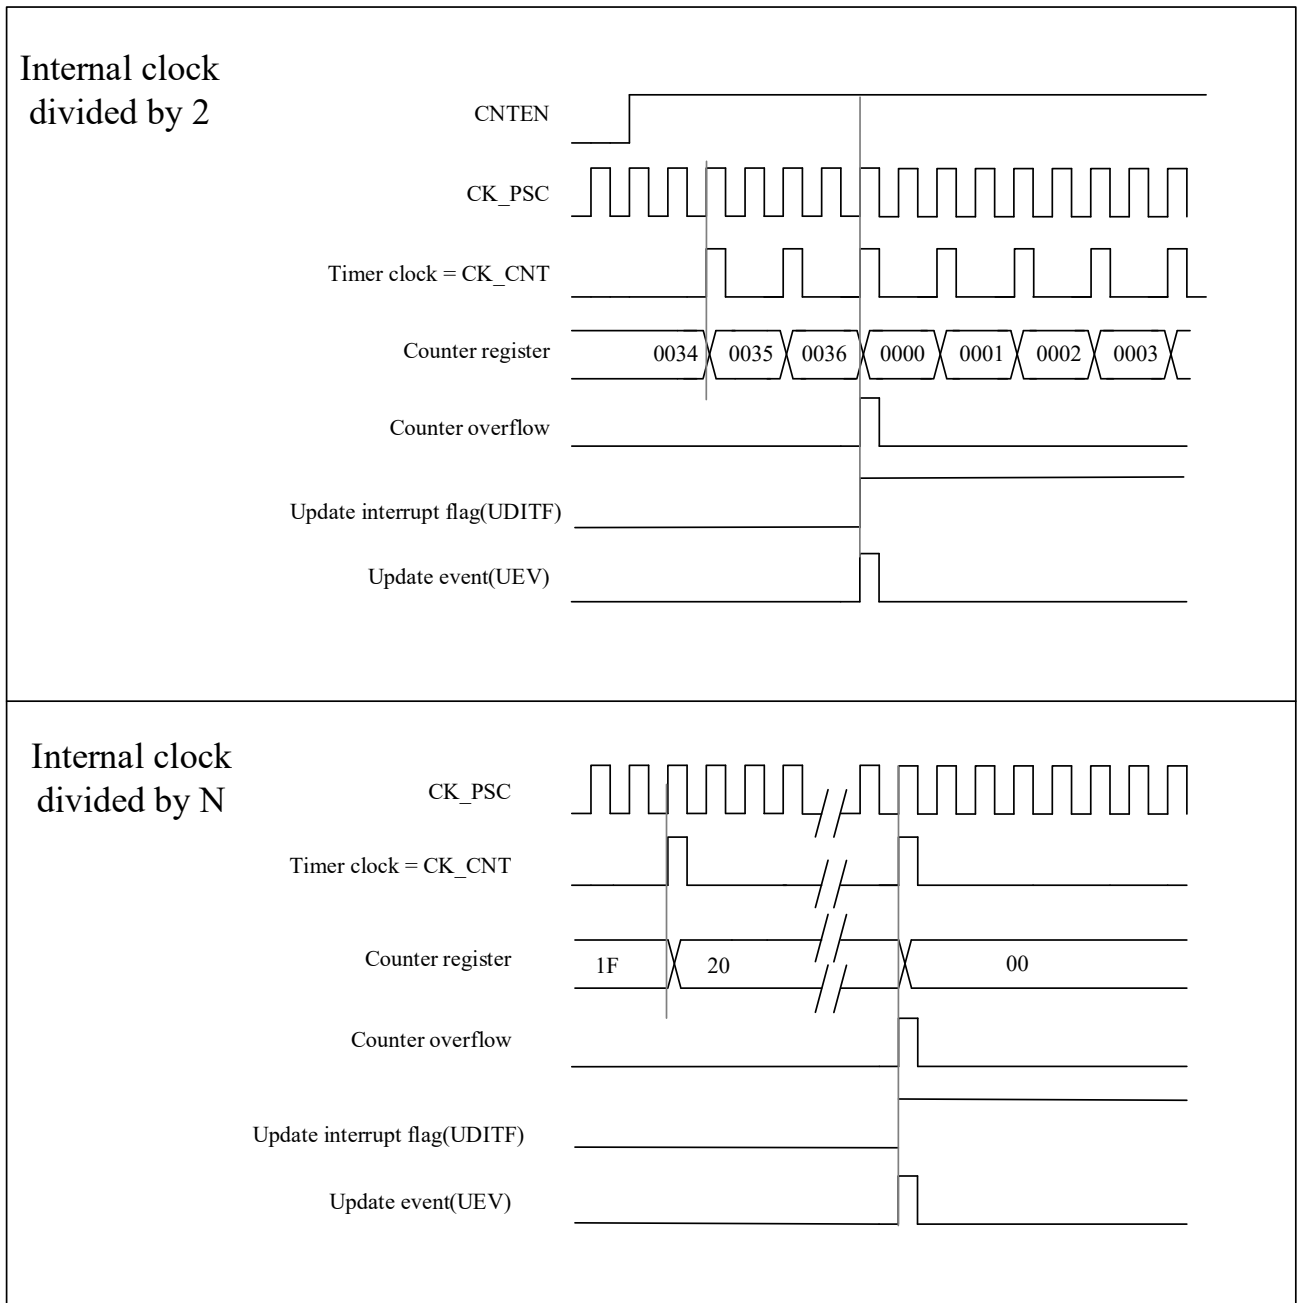 Internal clock
divided by 2
CNTEN
CK_PSC
Timer clock = CK_CNT
Counter register
0034 0035 0036 0000 0001 0002 0003
Counter overflow
Update interrupt flag(UDITF)
Update event(UEV)
Internal clock
divided by N
CK_PSC
Timer clock = CK_CNT
Counter register
1F 20 00
Counter overflow
Update interrupt flag(UDITF)
Update event(UEV)